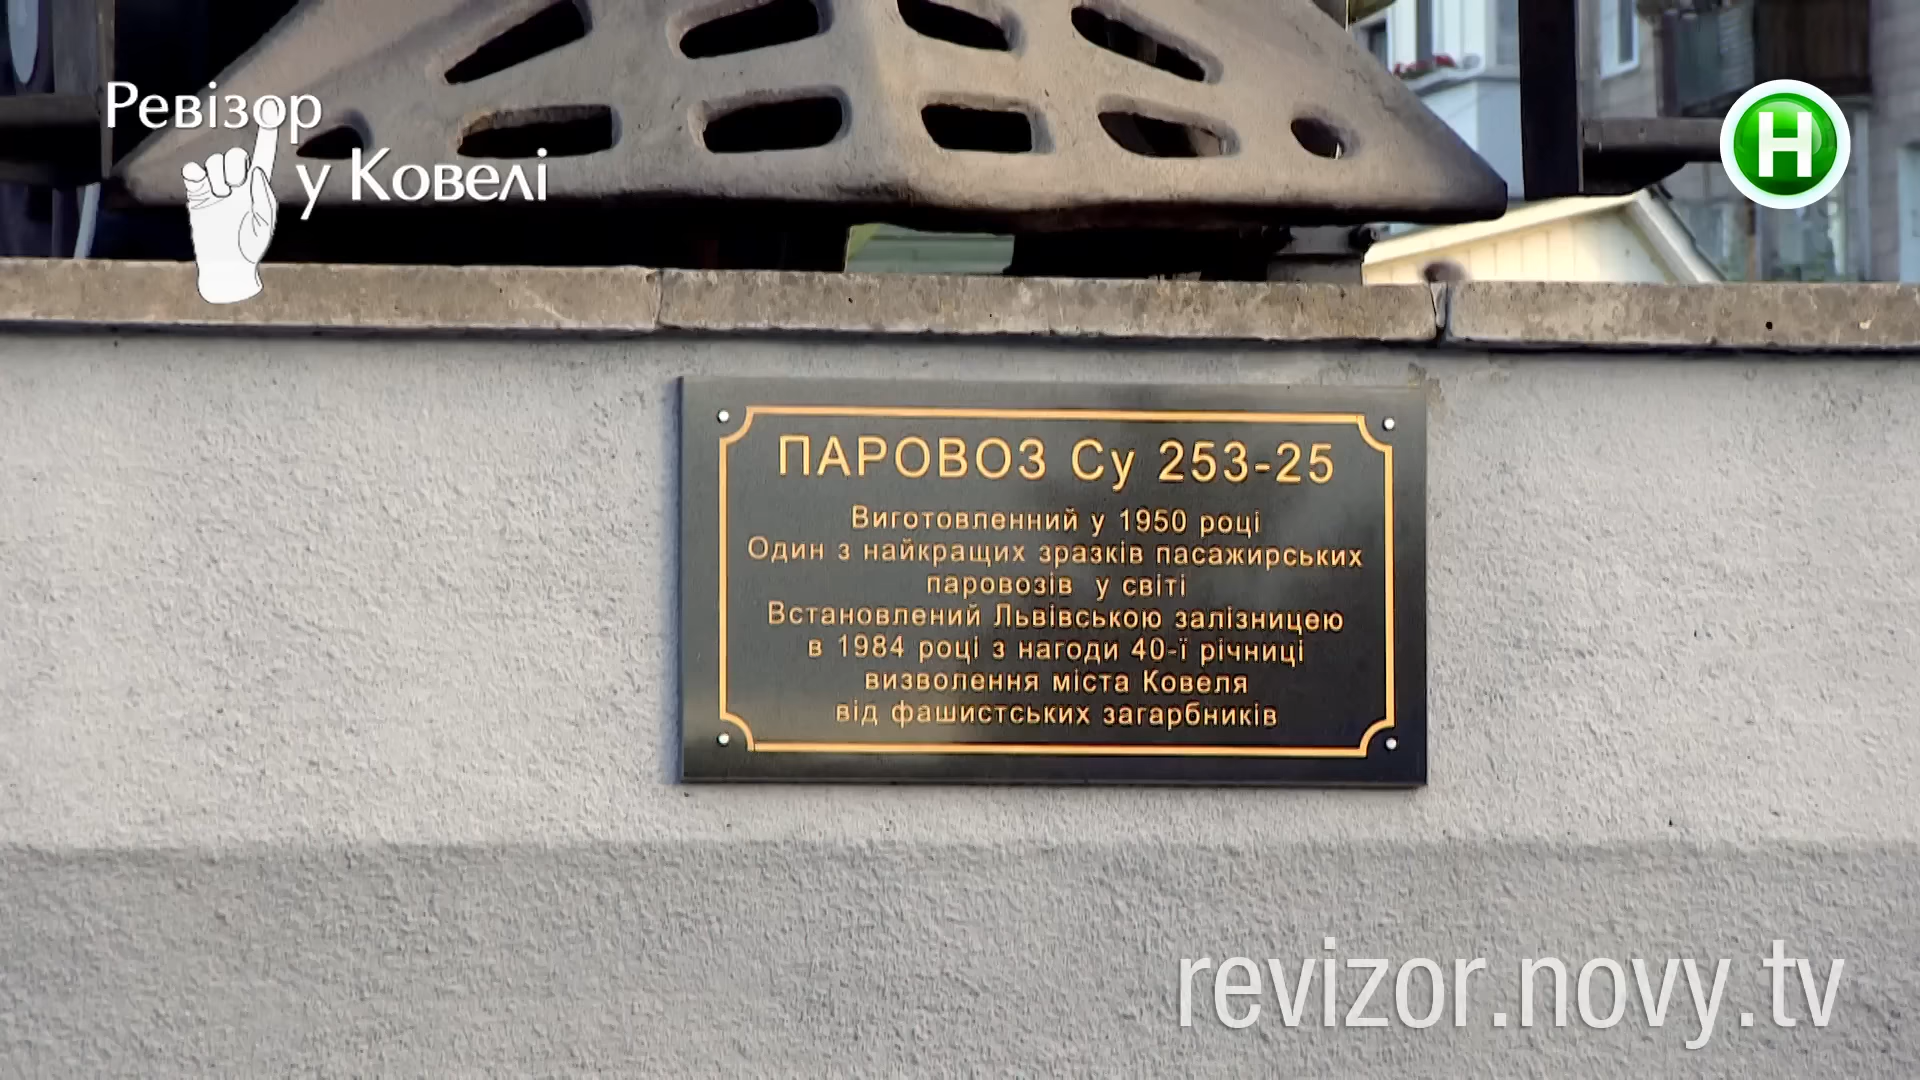 Ревізор
у Ковелі
Н
ПАРОВОЗ Су 253-25
Виготовленний у 1950 році
Один з найкращих зразків пасажирських
паровозів у світі
Встановлений Львівською залізницею
в 1984 році з нагоди 40-ї річниці
визволення міста Ковеля
від фашистських загарбників
revizor.novy.tv